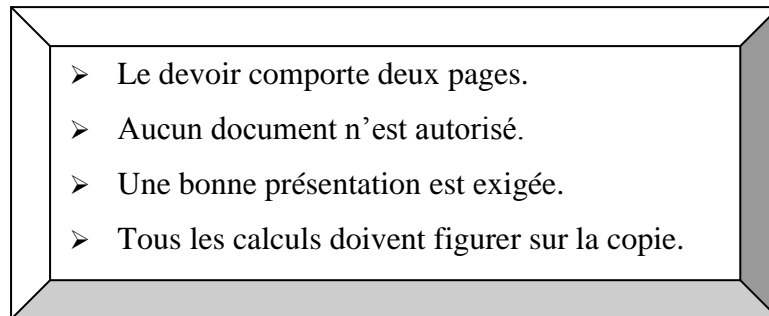 ➢ Le devoir comporte deux pages.
➢ Aucun document n’est autorisé.
➢ Une bonne présentation est exigée.
➢ Tous les calculs doivent figurer sur la copie.